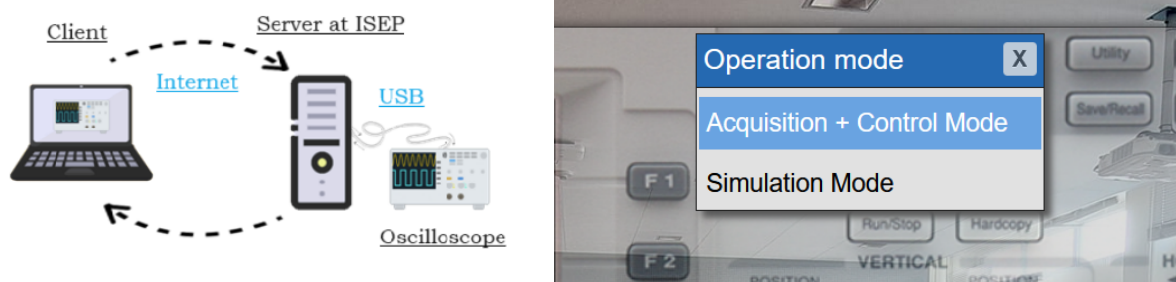 Client
Server at ISEP
Internet
USB
Oscilloscope
Operation mode
X
Acquisition + Control Mode
Simulation Mode
Utility
Save/Recall
F 1
Run/Stop
Hardcopy
F 2
VERTICAL
POSITION
POSITION